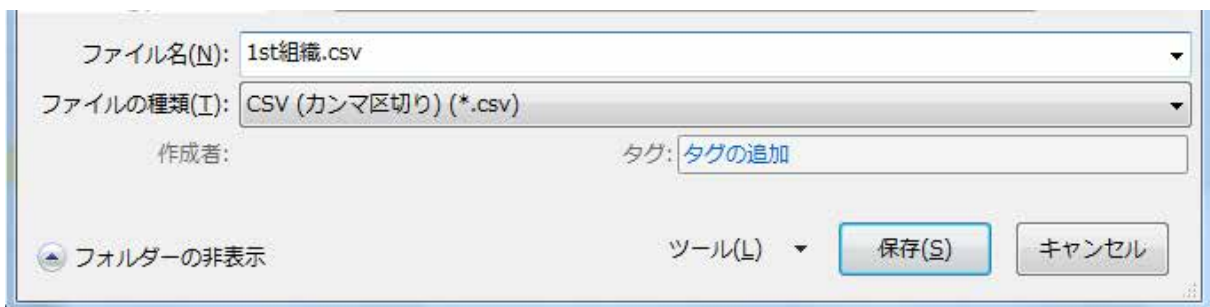 ファイル名(N): 1st組織.csv
ファイルの種類(T): CSV (カンマ区切り) (*.csv)
作成者: タグ: タグの追加
フォルダーの非表示 ツール(L) 保存(S) キャンセル